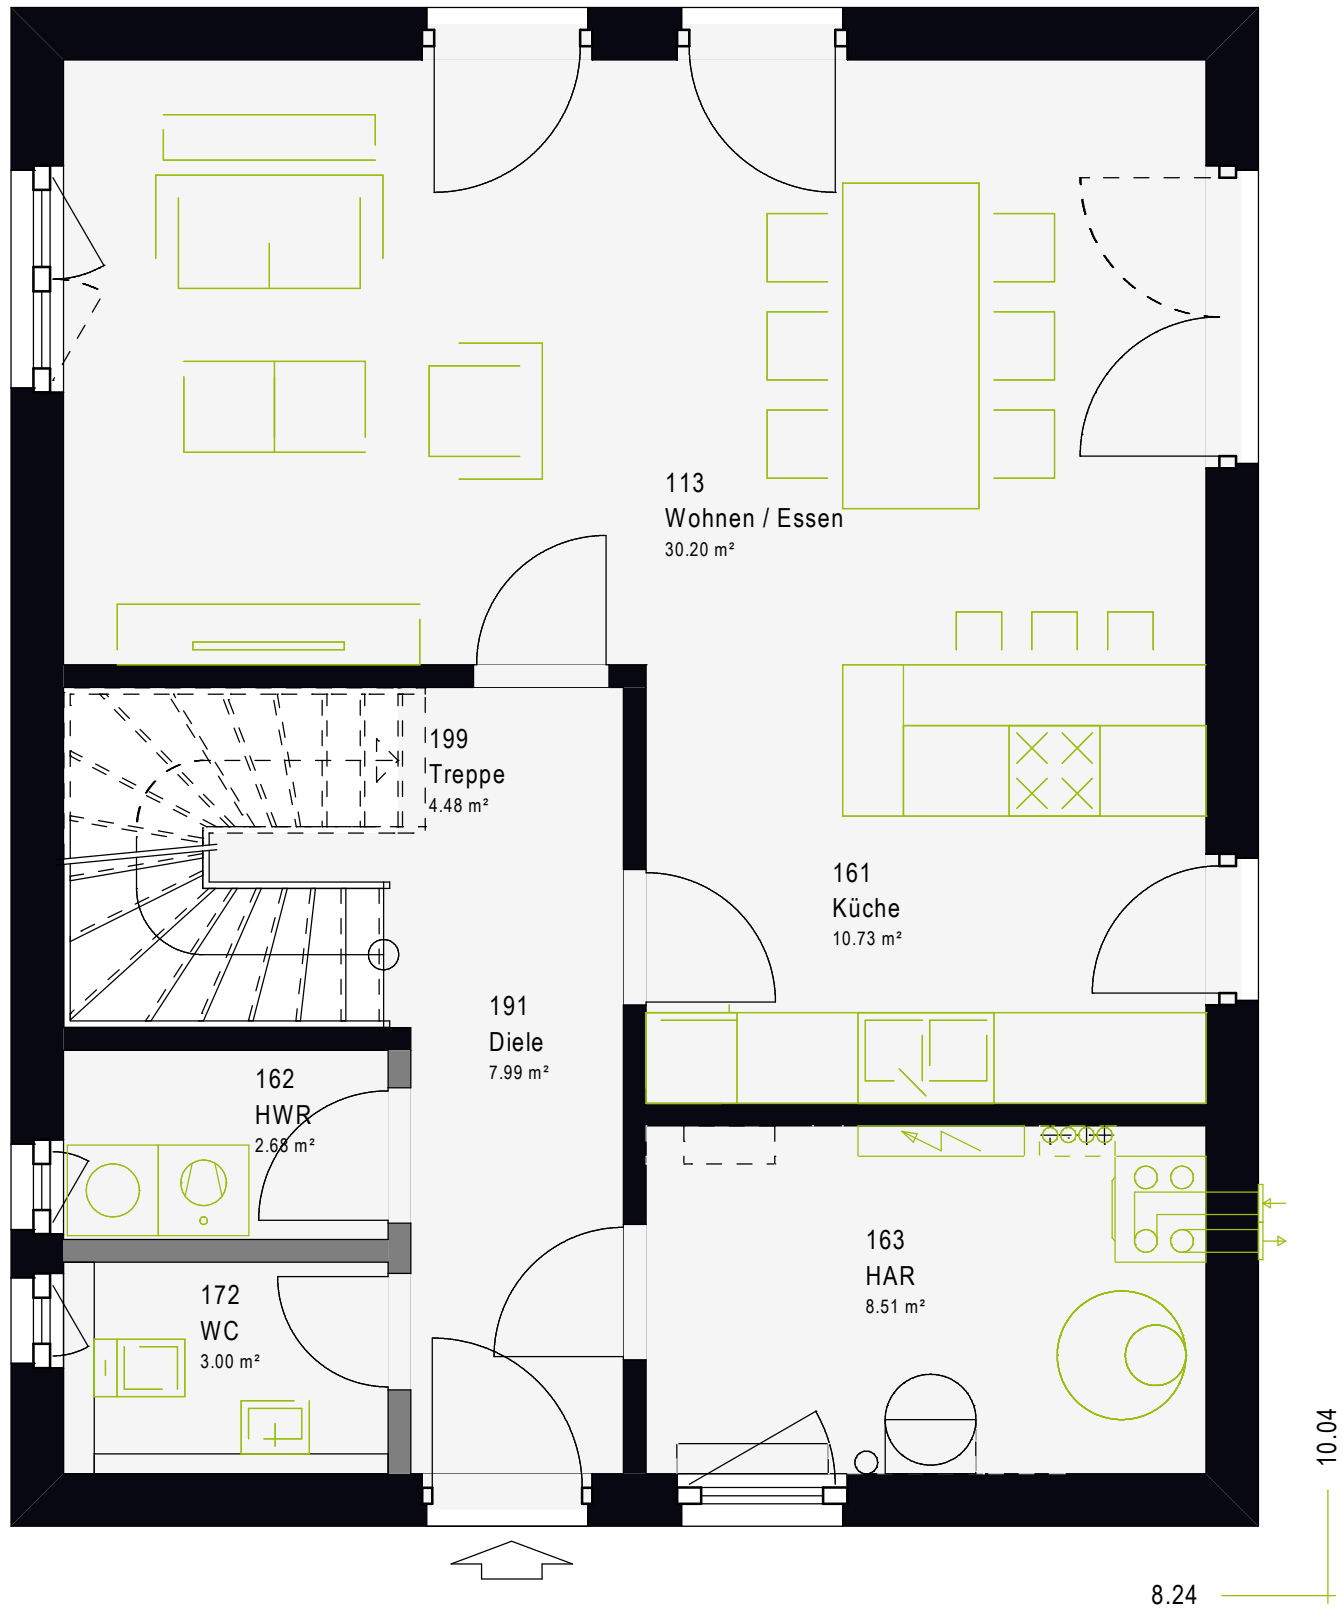 113
Wohnen / Essen
30.20 m²
199
Treppe
4.48 m²
161
Küche
10.73 m²
191
Diele
7.99 m²
162
HWR
2.68 m²
163
HAR
8.51 m²
172
WC
3.00 m²
10.04
8.24